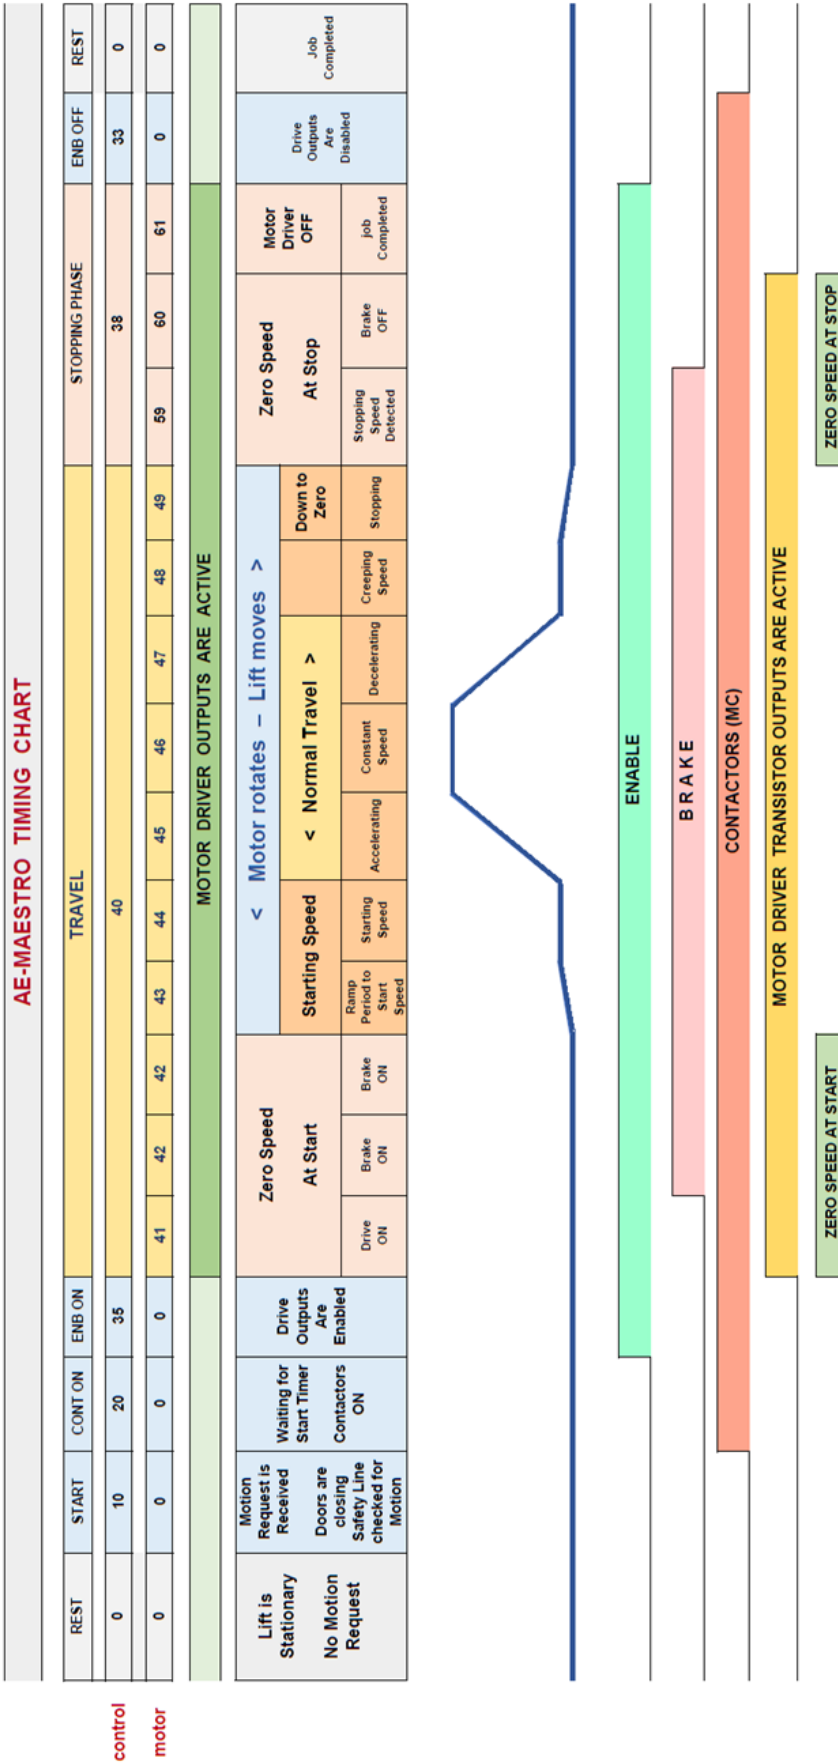 AE-MAESTRO TIMING CHART
REST START CONT ON ENB ON TRAVEL STOPPING PHASE ENB OFF REST
control 0 10 20 35 40 38 33 0
motor 0 0 0 0 41 42 42 43 44 45 46 47 48 49 59 60 61 0 0
MOTOR DRIVER OUTPUTS ARE ACTIVE
Lift is
Stationary
No Motion
Request
Motion
Request is
Received
Doors are
closing
Safety Line
checked for
Motion
Waiting for
Start Timer
Contactors
ON
Drive
Outputs
Are
Enabled
Zero Speed
At Start
Drive
ON
Brake
ON
Brake
ON
< Motor rotates – Lift moves >
Starting Speed
Ramp
Period to
Start
Speed
Starting
Speed
< Normal Travel >
Accelerating
Constant
Speed
Decelerating
Creeping
Speed
Down to
Zero
Stopping
Zero Speed
At Stop
Stopping
Speed
Detected
Brake
OFF
Motor
Driver
OFF
job
Completed
Drive
Outputs
Are
Disabled
Job
Completed
ENABLE
B R A K E
CONTACTORS (MC)
MOTOR DRIVER TRANSISTOR OUTPUTS ARE ACTIVE
ZERO SPEED AT START
ZERO SPEED AT STOP